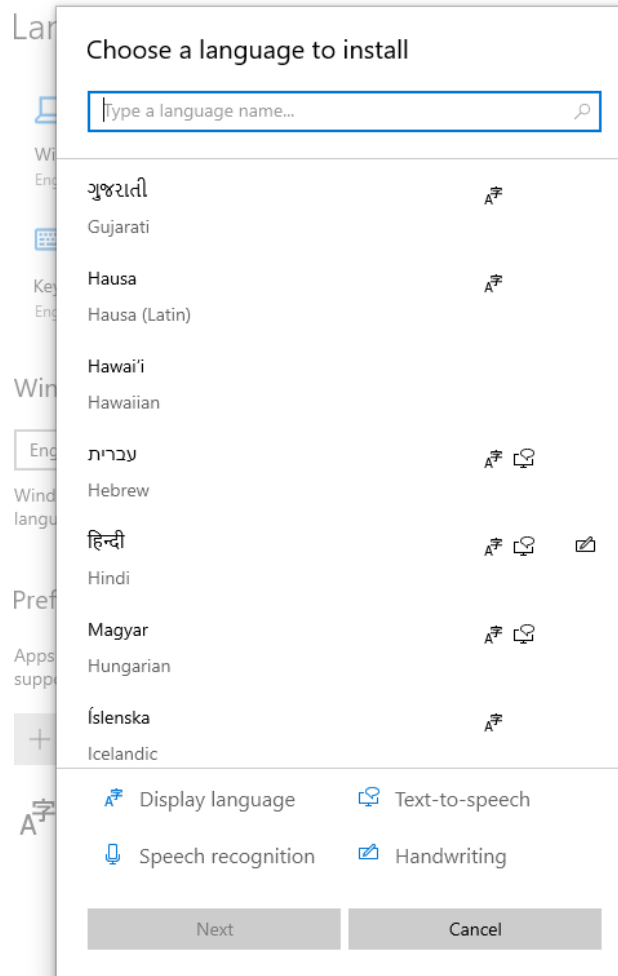 Choose a language to install
Type a language name...
ગુજરાતી
Gujarati
Hausa
Hausa (Latin)
Hawaiʻi
Hawaiian
עברית
Hebrew
हिन्दी
Hindi
Magyar
Hungarian
Íslenska
Icelandic
Display language
Text-to-speech
Speech recognition
Handwriting
Next
Cancel